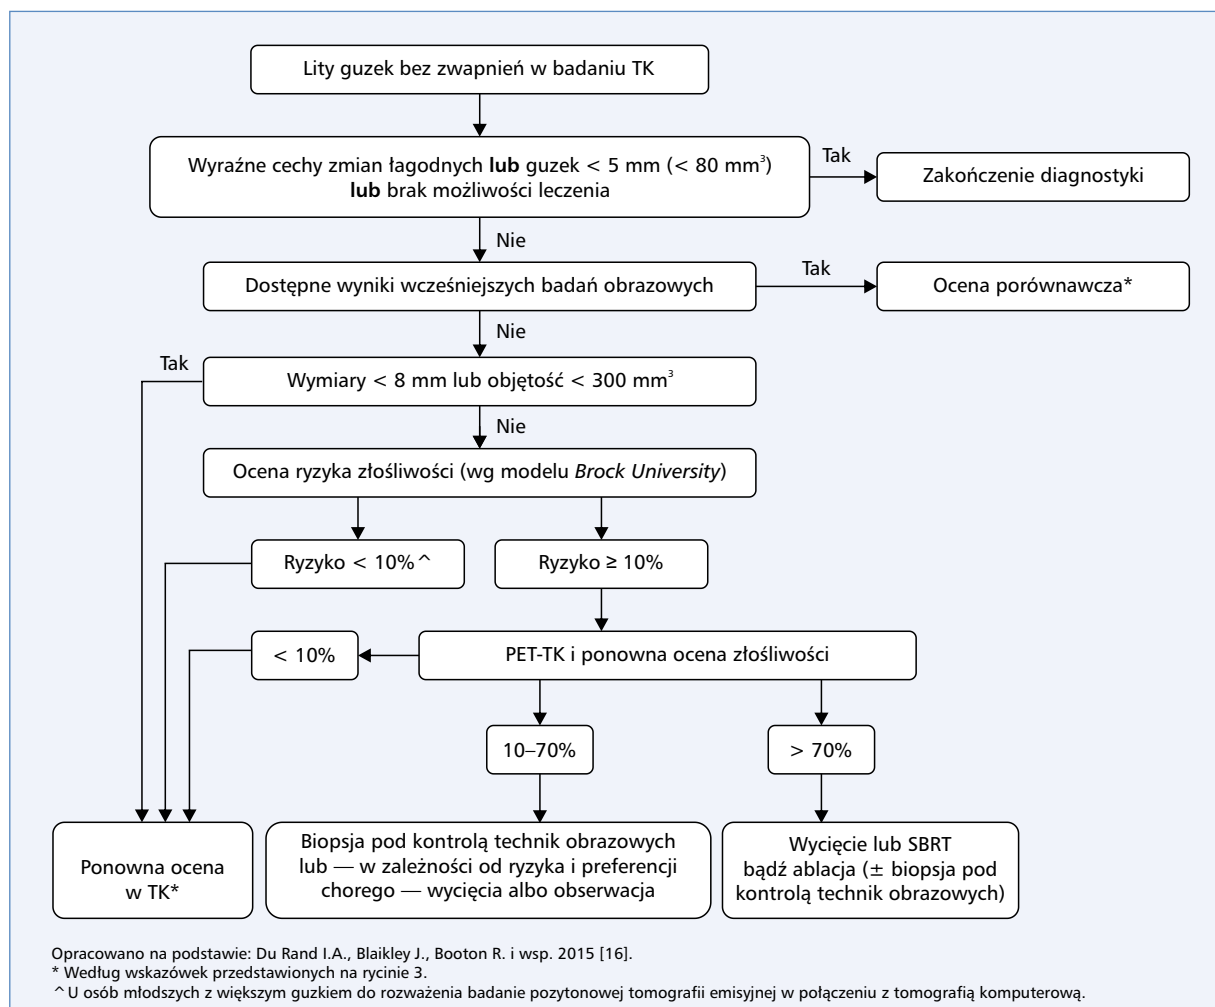 Lity guzek bez zwapnień w badaniu TK
Wyraźne cechy zmian łagodnych lub guzek < 5 mm (< 80 mm³)
lub brak możliwości leczenia
Tak
Zakończenie diagnostyki
Nie
Dostępne wyniki wcześniejszych badań obrazowych
Tak
Ocena porównawcza*
Nie
Tak
Wymiary < 8 mm lub objętość < 300 mm³
Nie
Ocena ryzyka złośliwości (wg modelu Brock University)
Ryzyko < 10%^
Ryzyko ≥ 10%
< 10%
PET-TK i ponowna ocena złośliwości
10–70%
> 70%
Ponowna ocena
w TK*
Biopsja pod kontrolą technik obrazowych
lub — w zależności od ryzyka i preferencji
chorego — wycięcia albo obserwacja
Wycięcie lub SBRT
bądź ablacja (± biopsja pod
kontrolą technik obrazowych)
Opracowano na podstawie: Du Rand I.A., Blaikley J., Booton R. i wsp. 2015 [16].
* Według wskazówek przedstawionych na rycinie 3.
^ U osób młodszych z większym guzkiem do rozważenia badanie pozytonowej tomografii emisyjnej w połączeniu z tomografią komputerową.